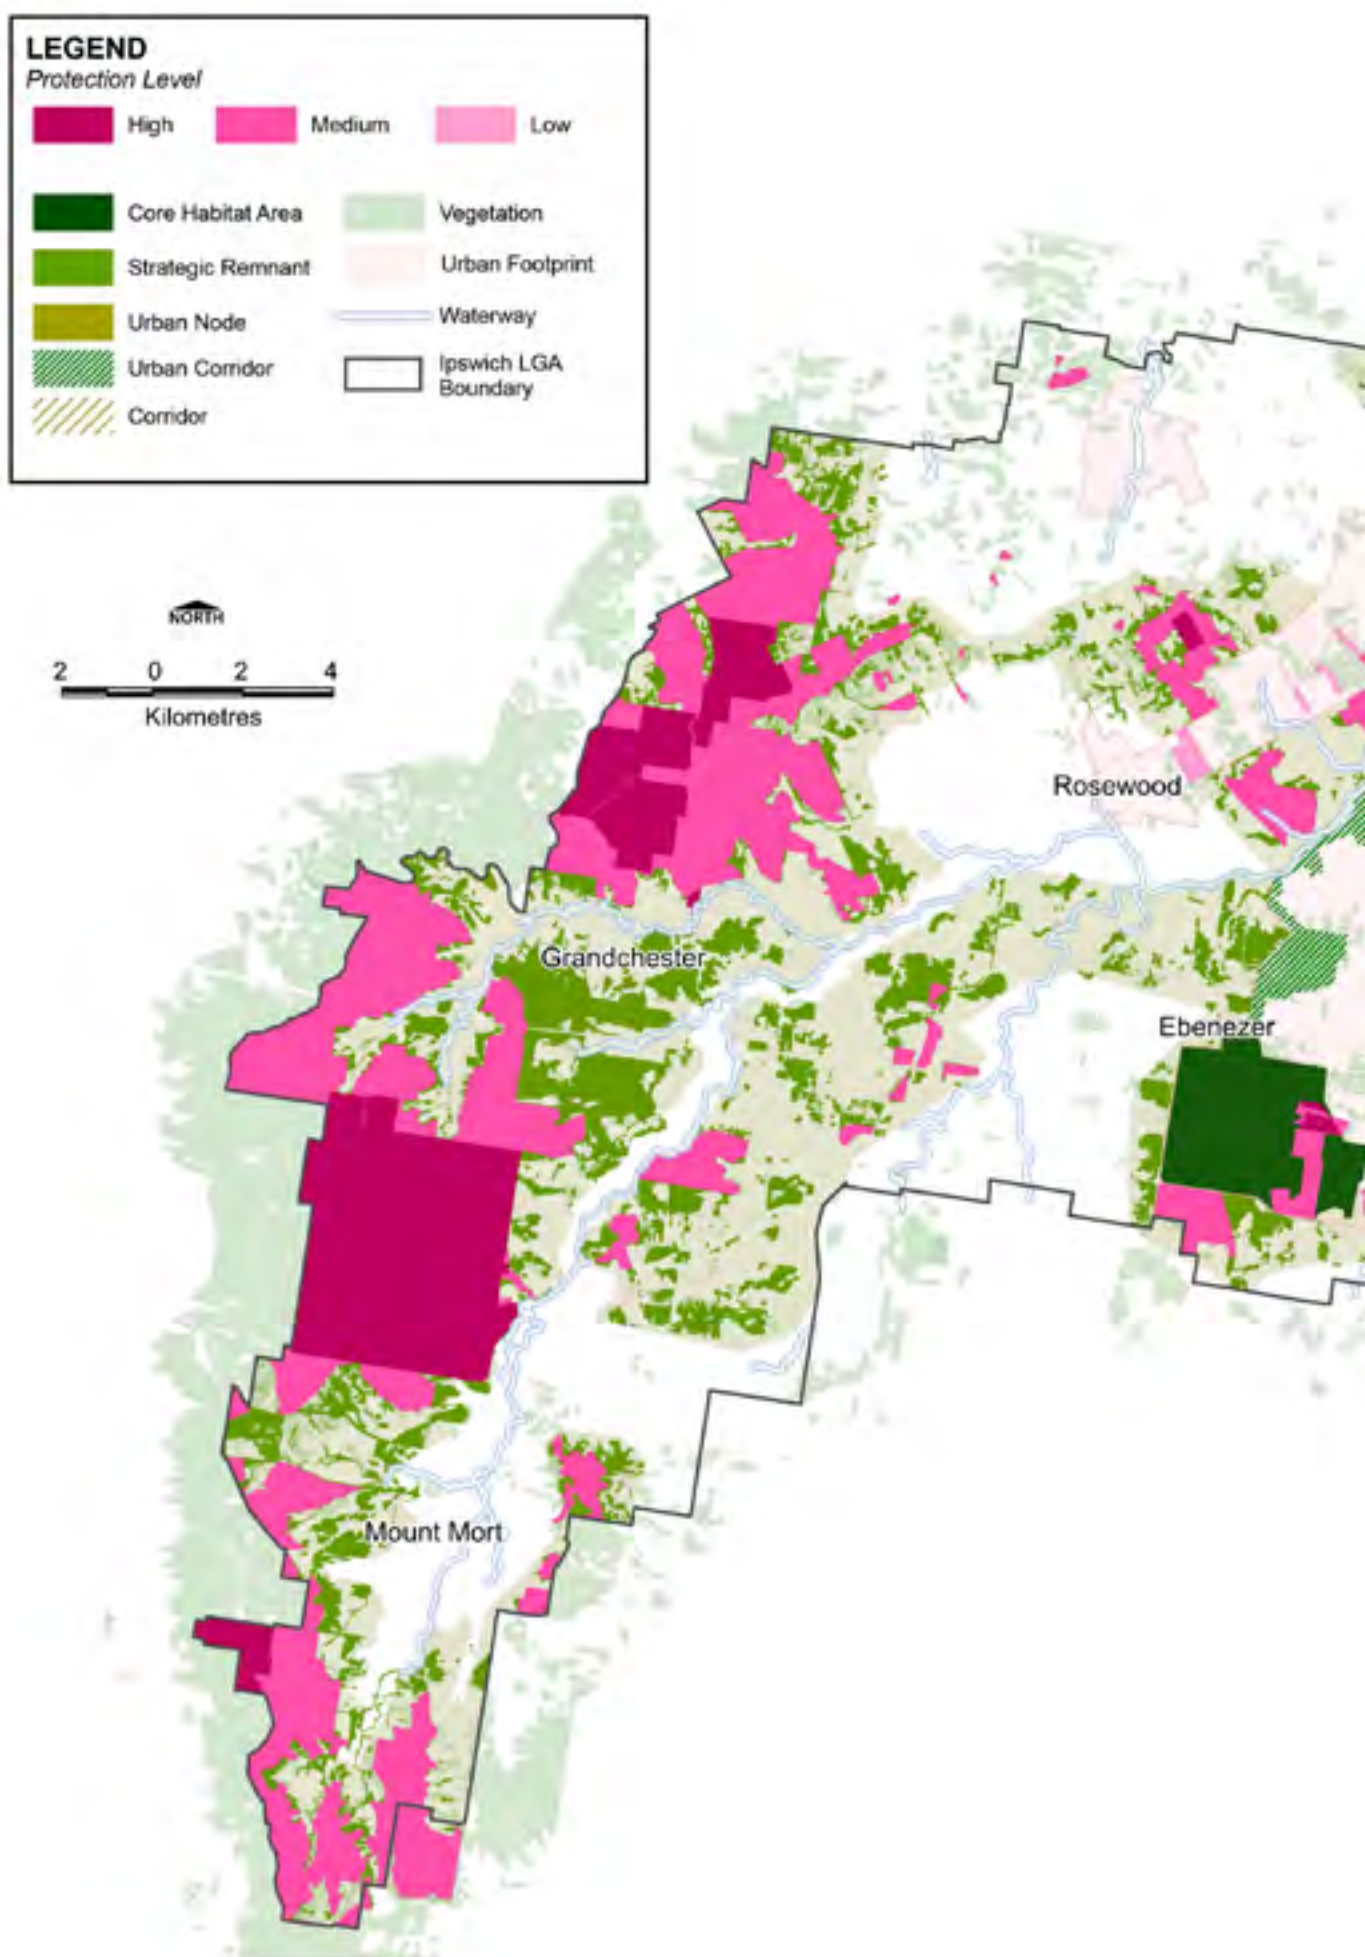 LEGEND
Protection Level
High Medium Low
Core Habitat Area Vegetation
Strategic Remnant Urban Footprint
Urban Node Waterway
Urban Corridor Ipswich LGA
Boundary
Corridor
NORTH
2 0 2 4
Kilometres
Rosewood
Grandchester
Ebenezer
Mount Mort